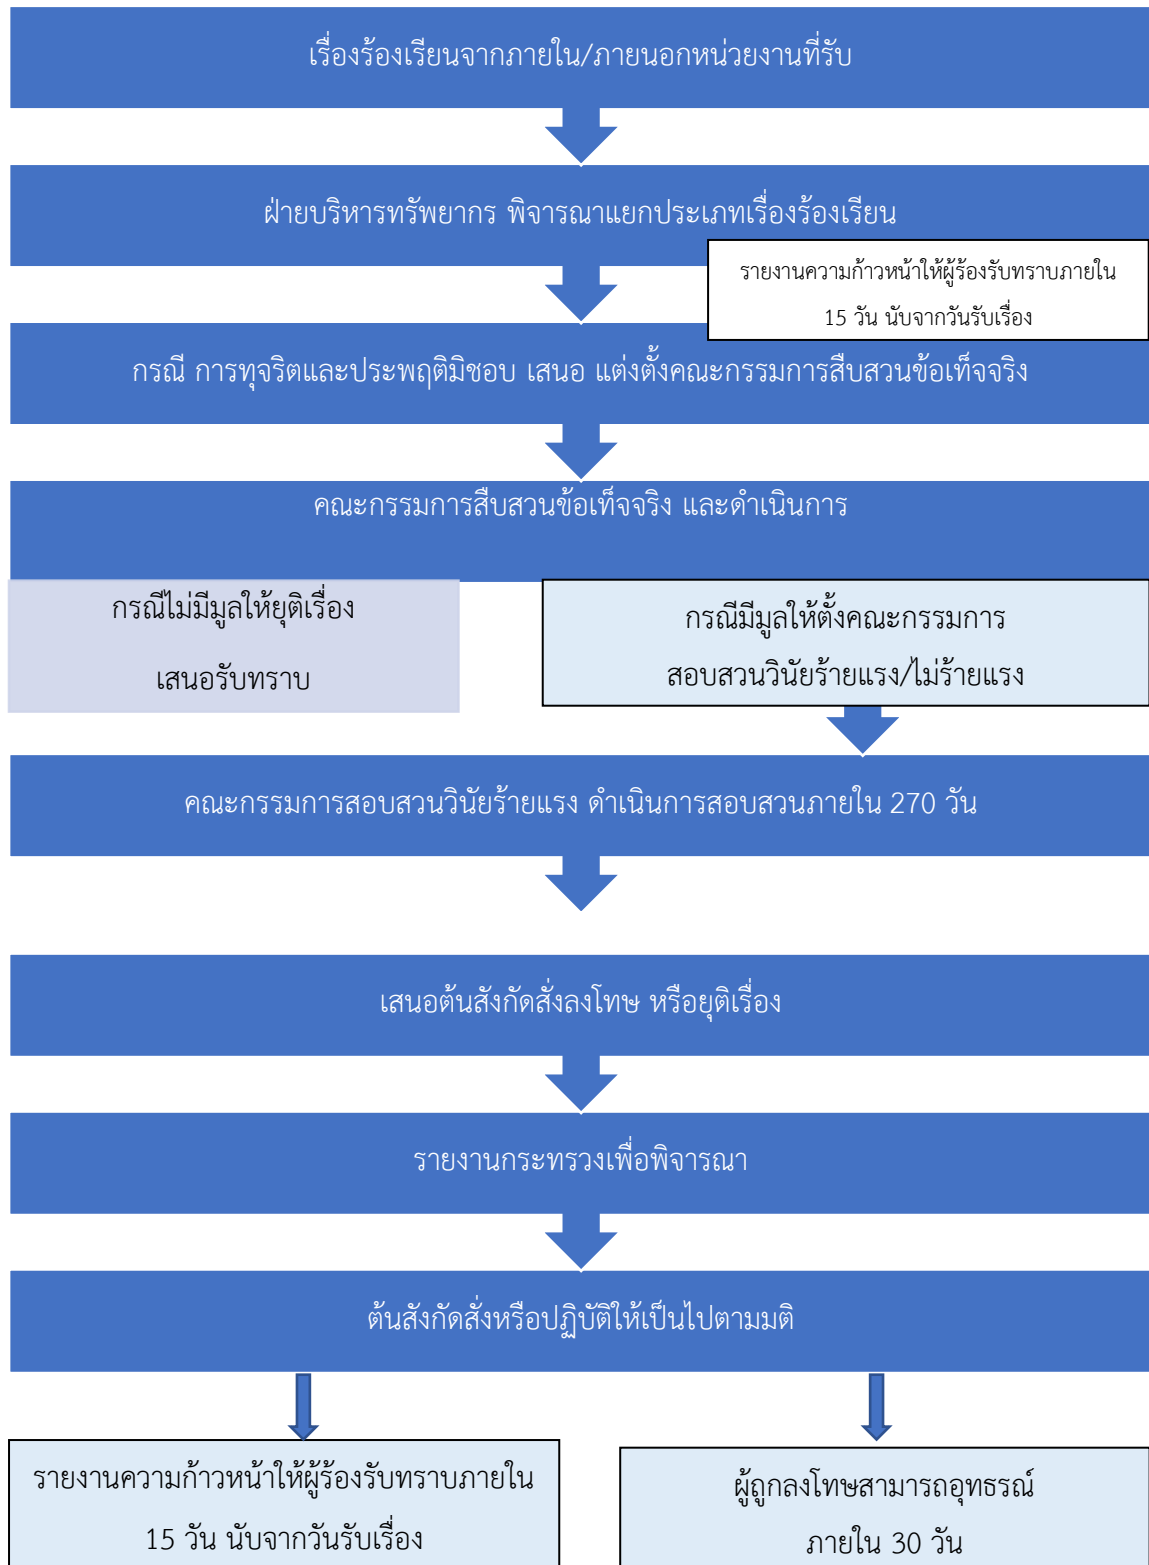 เรื่องร้องเรียนจากภายใน/ภายนอกหน่วยงานที่รับ
ฝ่ายบริหารทรัพยากร พิจารณาแยกประเภทเรื่องร้องเรียน
รายงานความก้าวหน้าให้ผู้ร้องรับทราบภายใน
15 วัน นับจากวันรับเรื่อง
กรณี การทุจริตและประพฤติมิชอบ เสนอ แต่งตั้งคณะกรรมการสืบสวนข้อเท็จจริง
คณะกรรมการสืบสวนข้อเท็จจริง และดำเนินการ
กรณีไม่มีมูลให้ยุติเรื่อง
เสนอรับทราบ
กรณีมีมูลให้ตั้งคณะกรรมการ
สอบสวนวินัยร้ายแรง/ไม่ร้ายแรง
คณะกรรมการสอบสวนวินัยร้ายแรง ดำเนินการสอบสวนภายใน 270 วัน
เสนอต้นสังกัดสั่งลงโทษ หรือยุติเรื่อง
รายงานกระทรวงเพื่อพิจารณา
ต้นสังกัดสั่งหรือปฏิบัติให้เป็นไปตามมติ
รายงานความก้าวหน้าให้ผู้ร้องรับทราบภายใน
15 วัน นับจากวันรับเรื่อง
ผู้ถูกลงโทษสามารถอุทธรณ์
ภายใน 30 วัน